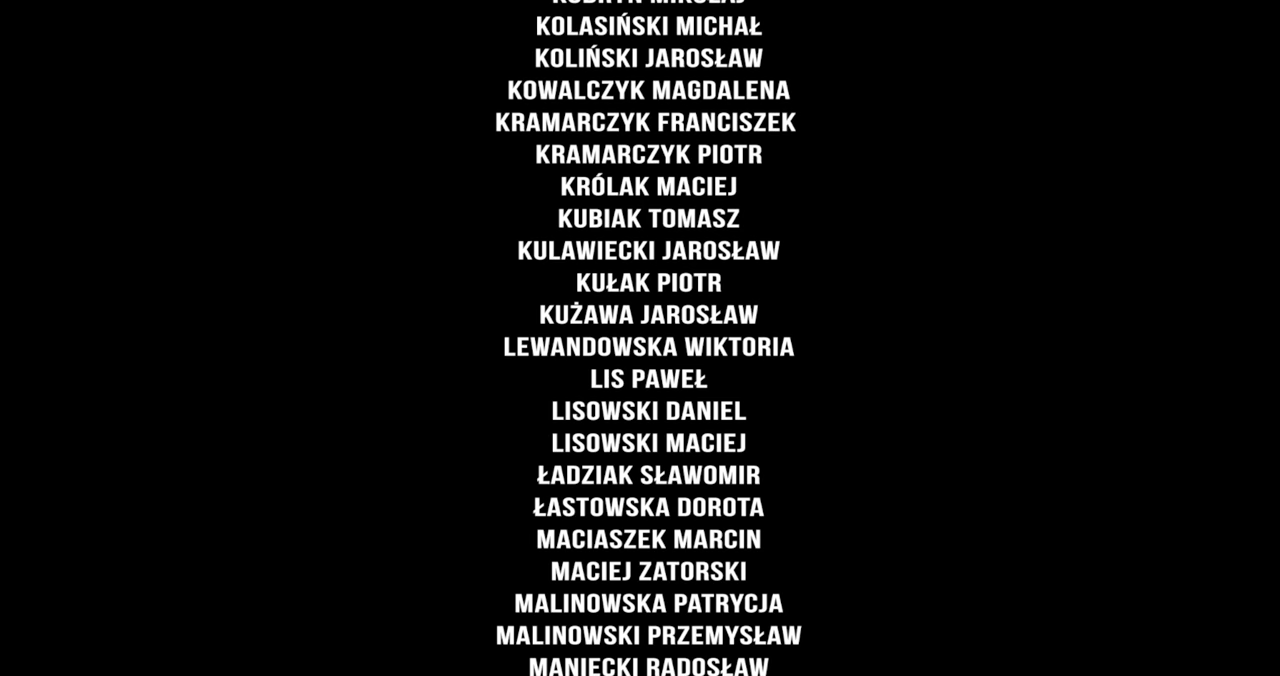 KOLASIŃSKI MICHAŁ
KOLIŃSKI JAROSŁAW
KOWALCZYK MAGDALENA
KRAMARCZYK FRANCISZEK
KRAMARCZYK PIOTR
KRÓLAK MACIEJ
KUBIAK TOMASZ
KULAWIECKI JAROSŁAW
KUŁAK PIOTR
KUŻAWA JAROSŁAW
LEWANDOWSKA WIKTORIA
LIS PAWEŁ
LISOWSKI DANIEL
LISOWSKI MACIEJ
ŁADZIAK SŁAWOMIR
ŁASTOWSKA DOROTA
MACIASZEK MARCIN
MACIEJ ZATORSKI
MALINOWSKA PATRYCJA
MALINOWSKI PRZEMYSŁAW
MANIECKI RADOSŁAW